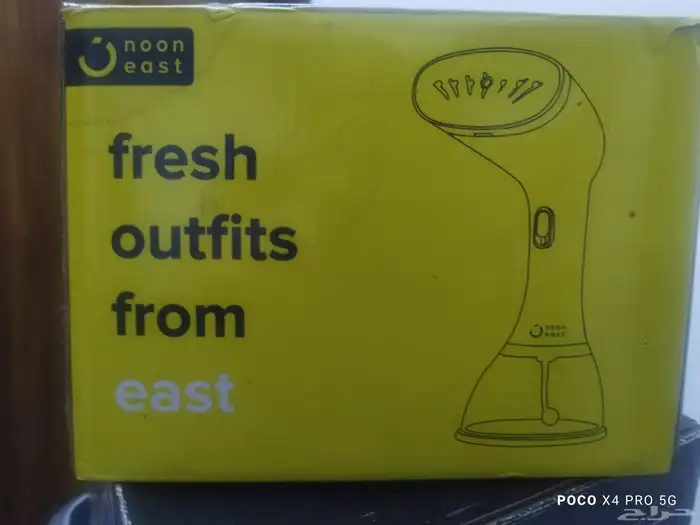 noon
east
fresh
outfits
from
east
noon
east
POCO X4 PRO 5G
حراج